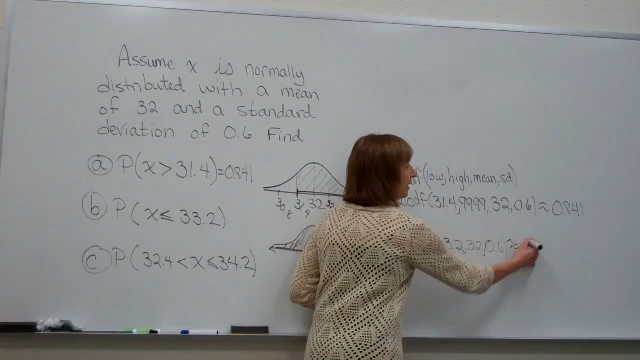 Assume x is normally
distributed with a mean
of 32 and a standard
deviation of 0.6. Find
(a) P(x > 31.4) = 0.841
(b) P(x ≤ 33.2)
(c) P(32.4 < x ≤ 34.2)
(low, high, mean, sd)
cdf(31.4, 9999, 32, 0.6) ≈ 0.841
3.2, 32, 0.6) ≈